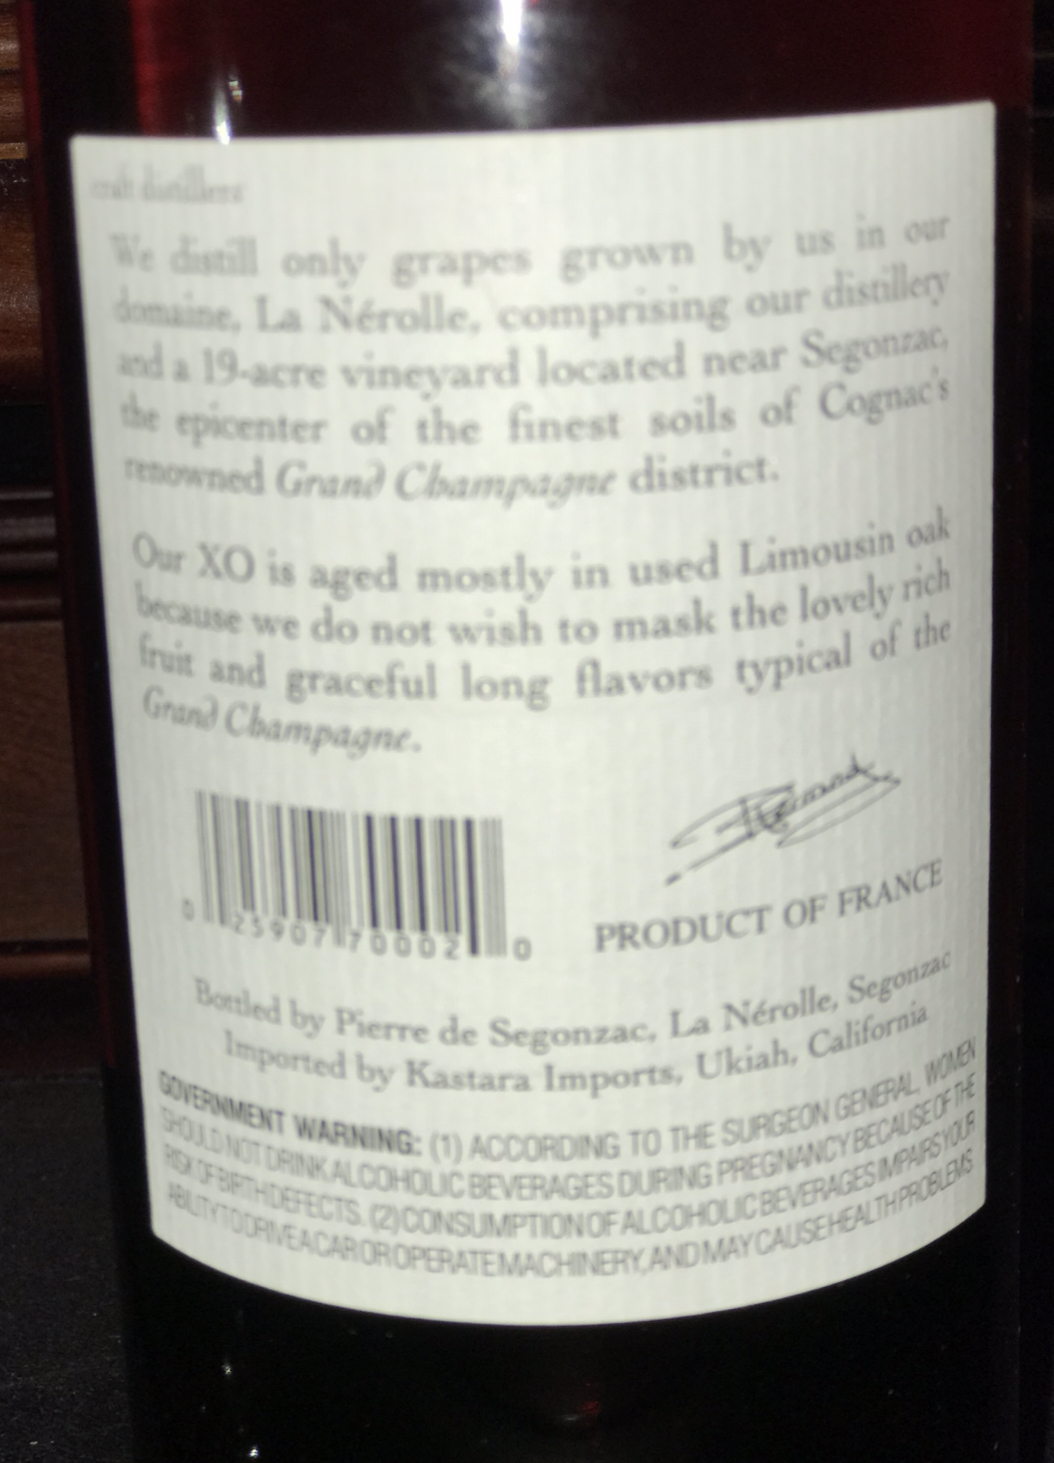 craft distillers
We distill only grapes grown by us in our
domaine, La Nérolle, comprising our distillery
and a 19-acre vineyard located near Segonzac,
the epicenter of the finest soils of Cognac's
renowned Grand Champagne district.
Our XO is aged mostly in used Limousin oak
because we do not wish to mask the lovely rich
fruit and graceful long flavors typical of the
Grand Champagne.
0 25907 70002 0
PRODUCT OF FRANCE
Bottled by Pierre de Segonzac, La Nérolle, Segonzac
Imported by Kastara Imports, Ukiah, California
GOVERNMENT WARNING: (1) ACCORDING TO THE SURGEON GENERAL, WOMEN
SHOULD NOT DRINK ALCOHOLIC BEVERAGES DURING PREGNANCY BECAUSE OF THE
RISK OF BIRTH DEFECTS. (2) CONSUMPTION OF ALCOHOLIC BEVERAGES IMPAIRS YOUR
ABILITY TO DRIVE A CAR OR OPERATE MACHINERY, AND MAY CAUSE HEALTH PROBLEMS